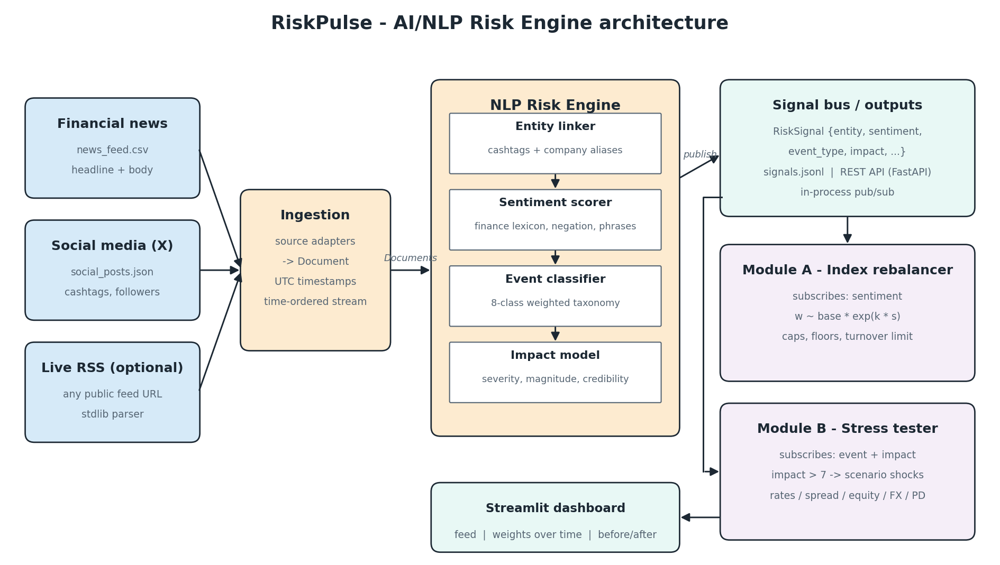 RiskPulse - AI/NLP Risk Engine architecture
Financial news
news_feed.csv
headline + body
Social media (X)
social_posts.json
cashtags, followers
Live RSS (optional)
any public feed URL
stdlib parser
Ingestion
source adapters
-> Document
UTC timestamps
time-ordered stream
Documents
NLP Risk Engine
Entity linker
cashtags + company aliases
Sentiment scorer
finance lexicon, negation, phrases
Event classifier
8-class weighted taxonomy
Impact model
severity, magnitude, credibility
publish
Signal bus / outputs
RiskSignal {entity, sentiment,
event_type, impact, ...}
signals.jsonl | REST API (FastAPI)
in-process pub/sub
Module A - Index rebalancer
subscribes: sentiment
w ~ base * exp(k * s)
caps, floors, turnover limit
Module B - Stress tester
subscribes: event + impact
impact > 7 -> scenario shocks
rates / spread / equity / FX / PD
Streamlit dashboard
feed | weights over time | before/after